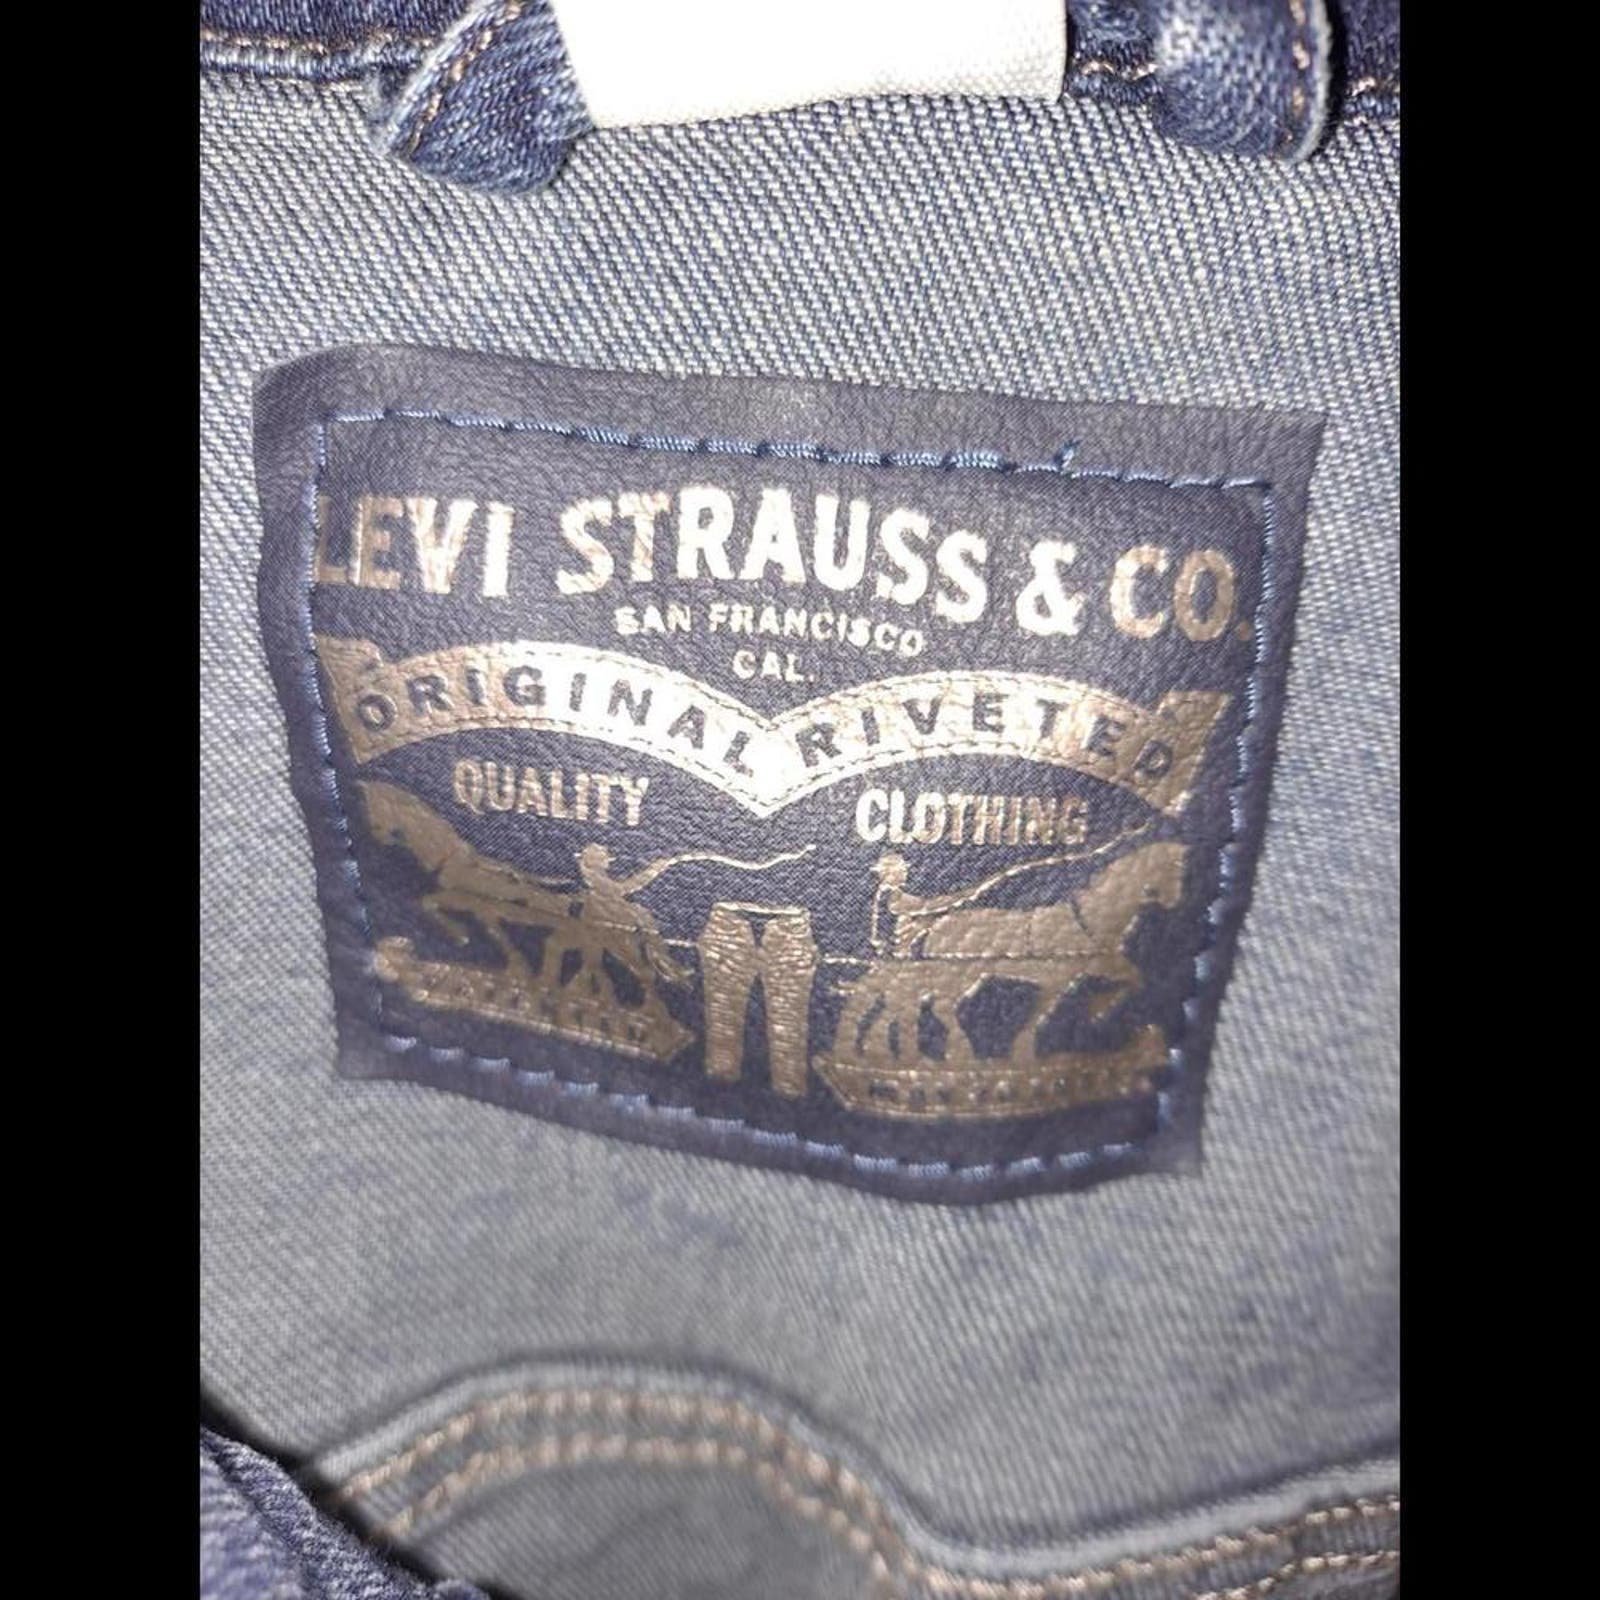 LEVI STRAUSS & CO.
SAN FRANCISCO
CAL.
ORIGINAL RIVETED
QUALITY CLOTHING